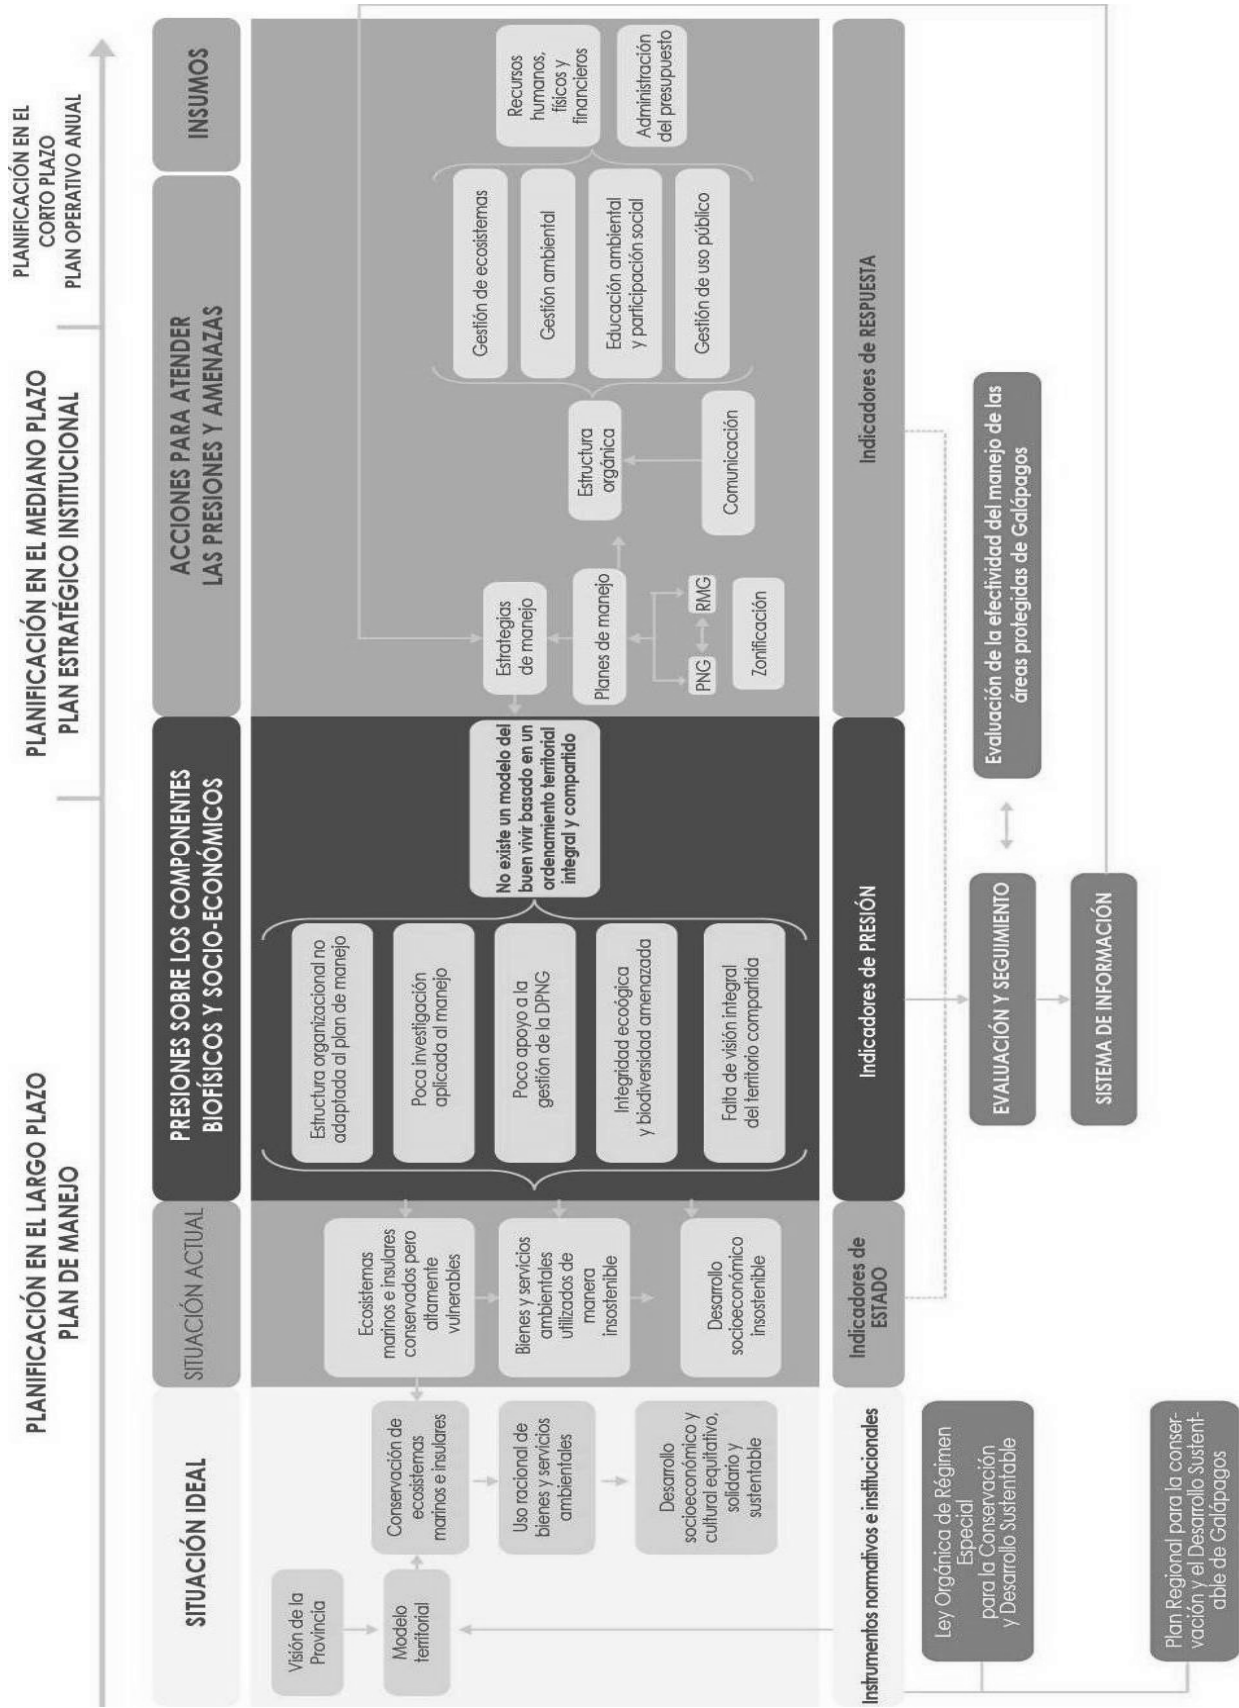 PLANIFICACIÓN EN EL LARGO PLAZO
PLAN DE MANEJO
PLANIFICACIÓN EN EL MEDIANO PLAZO
PLAN ESTRATÉGICO INSTITUCIONAL
PLANIFICACIÓN EN EL
CORTO PLAZO
PLAN OPERATIVO ANUAL
SITUACIÓN IDEAL
SITUACIÓN ACTUAL
PRESIONES SOBRE LOS COMPONENTES
BIOFÍSICOS Y SOCIO-ECONÓMICOS
ACCIONES PARA ATENDER
LAS PRESIONES Y AMENAZAS
INSUMOS
Visión de la
Provincia
Modelo
territorial
Conservación de
ecosistemas
marinos e insulares
Uso racional de
bienes y servicios
ambientales
Desarrollo
socioeconómico y
cultural equitativo,
solidario y
sustentable
Ecosistemas
marinos e insulares
conservados pero
altamente
vulnerables
Bienes y servicios
ambientales
utilizados de
manera
insostenible
Desarrollo
socioeconómico
insostenible
Estructura organizacional no
adaptada al plan de manejo
Poca investigación
aplicada al manejo
Poco apoyo a la
gestión de la DPNG
Integridad ecoógica
y biodiversidad amenazada
Falta de visión integral
del territorio compartida
No existe un modelo del
buen vivir basado en un
ordenamiento territorial
integral y compartido
Estrategias
de manejo
Planes de manejo
PNG
RMG
Zonificación
Estructura
orgánica
Comunicación
Gestión de ecosistemas
Gestión ambiental
Educación ambiental
y participación social
Gestión de uso público
Recursos
humanos,
físicos y
financieros
Administración
del presupuesto
Instrumentos normativos e institucionales
Indicadores de
ESTADO
Indicadores de PRESIÓN
Indicadores de RESPUESTA
Ley Orgánica de Régimen
Especial
para la Conservación
y Desarrollo Sustentable
Plan Regional para la conser-
vación y el Desarrollo Sustent-
able de Galápagos
EVALUACIÓN Y SEGUIMIENTO
SISTEMA DE INFORMACIÓN
Evaluación de la efectividad del manejo de las
áreas protegidas de Galápagos